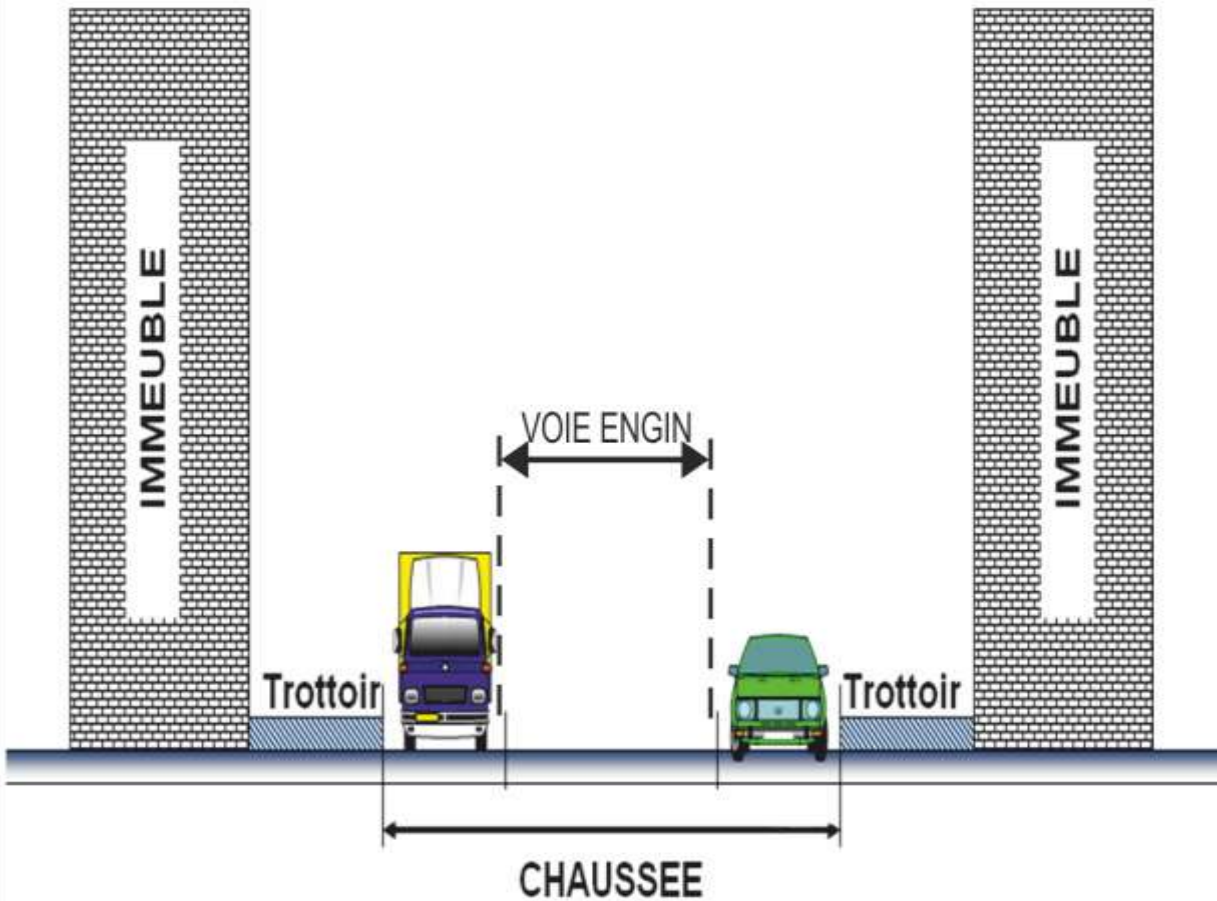 IMMEUBLE
IMMEUBLE
VOIE ENGIN
Trottoir
Trottoir
CHAUSSEE